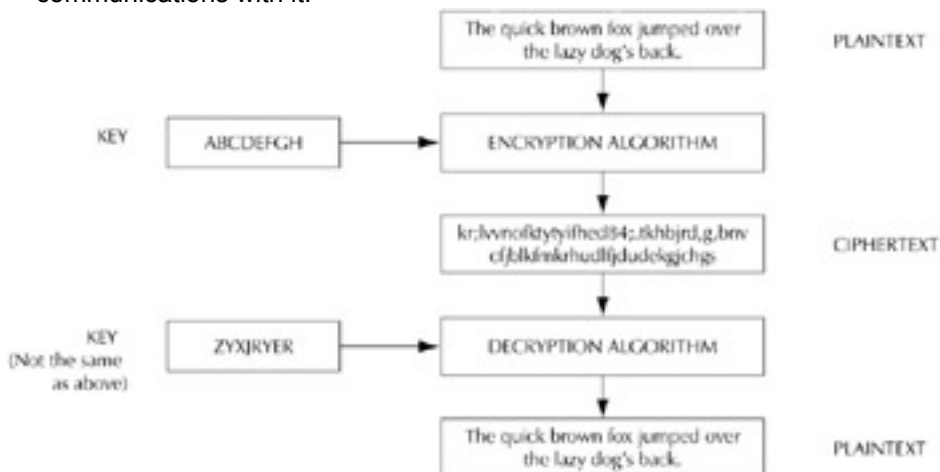 communications with it.
The quick brown fox jumped over
the lazy dog's back.
PLAINTEXT
KEY
ABCDEFGH
ENCRYPTION ALGORITHM
CIPHERTEXT
KEY
(Not the same
as above)
ZYXJRYER
DECRYPTION ALGORITHM
The quick brown fox jumped over
the lazy dog's back.
PLAINTEXT